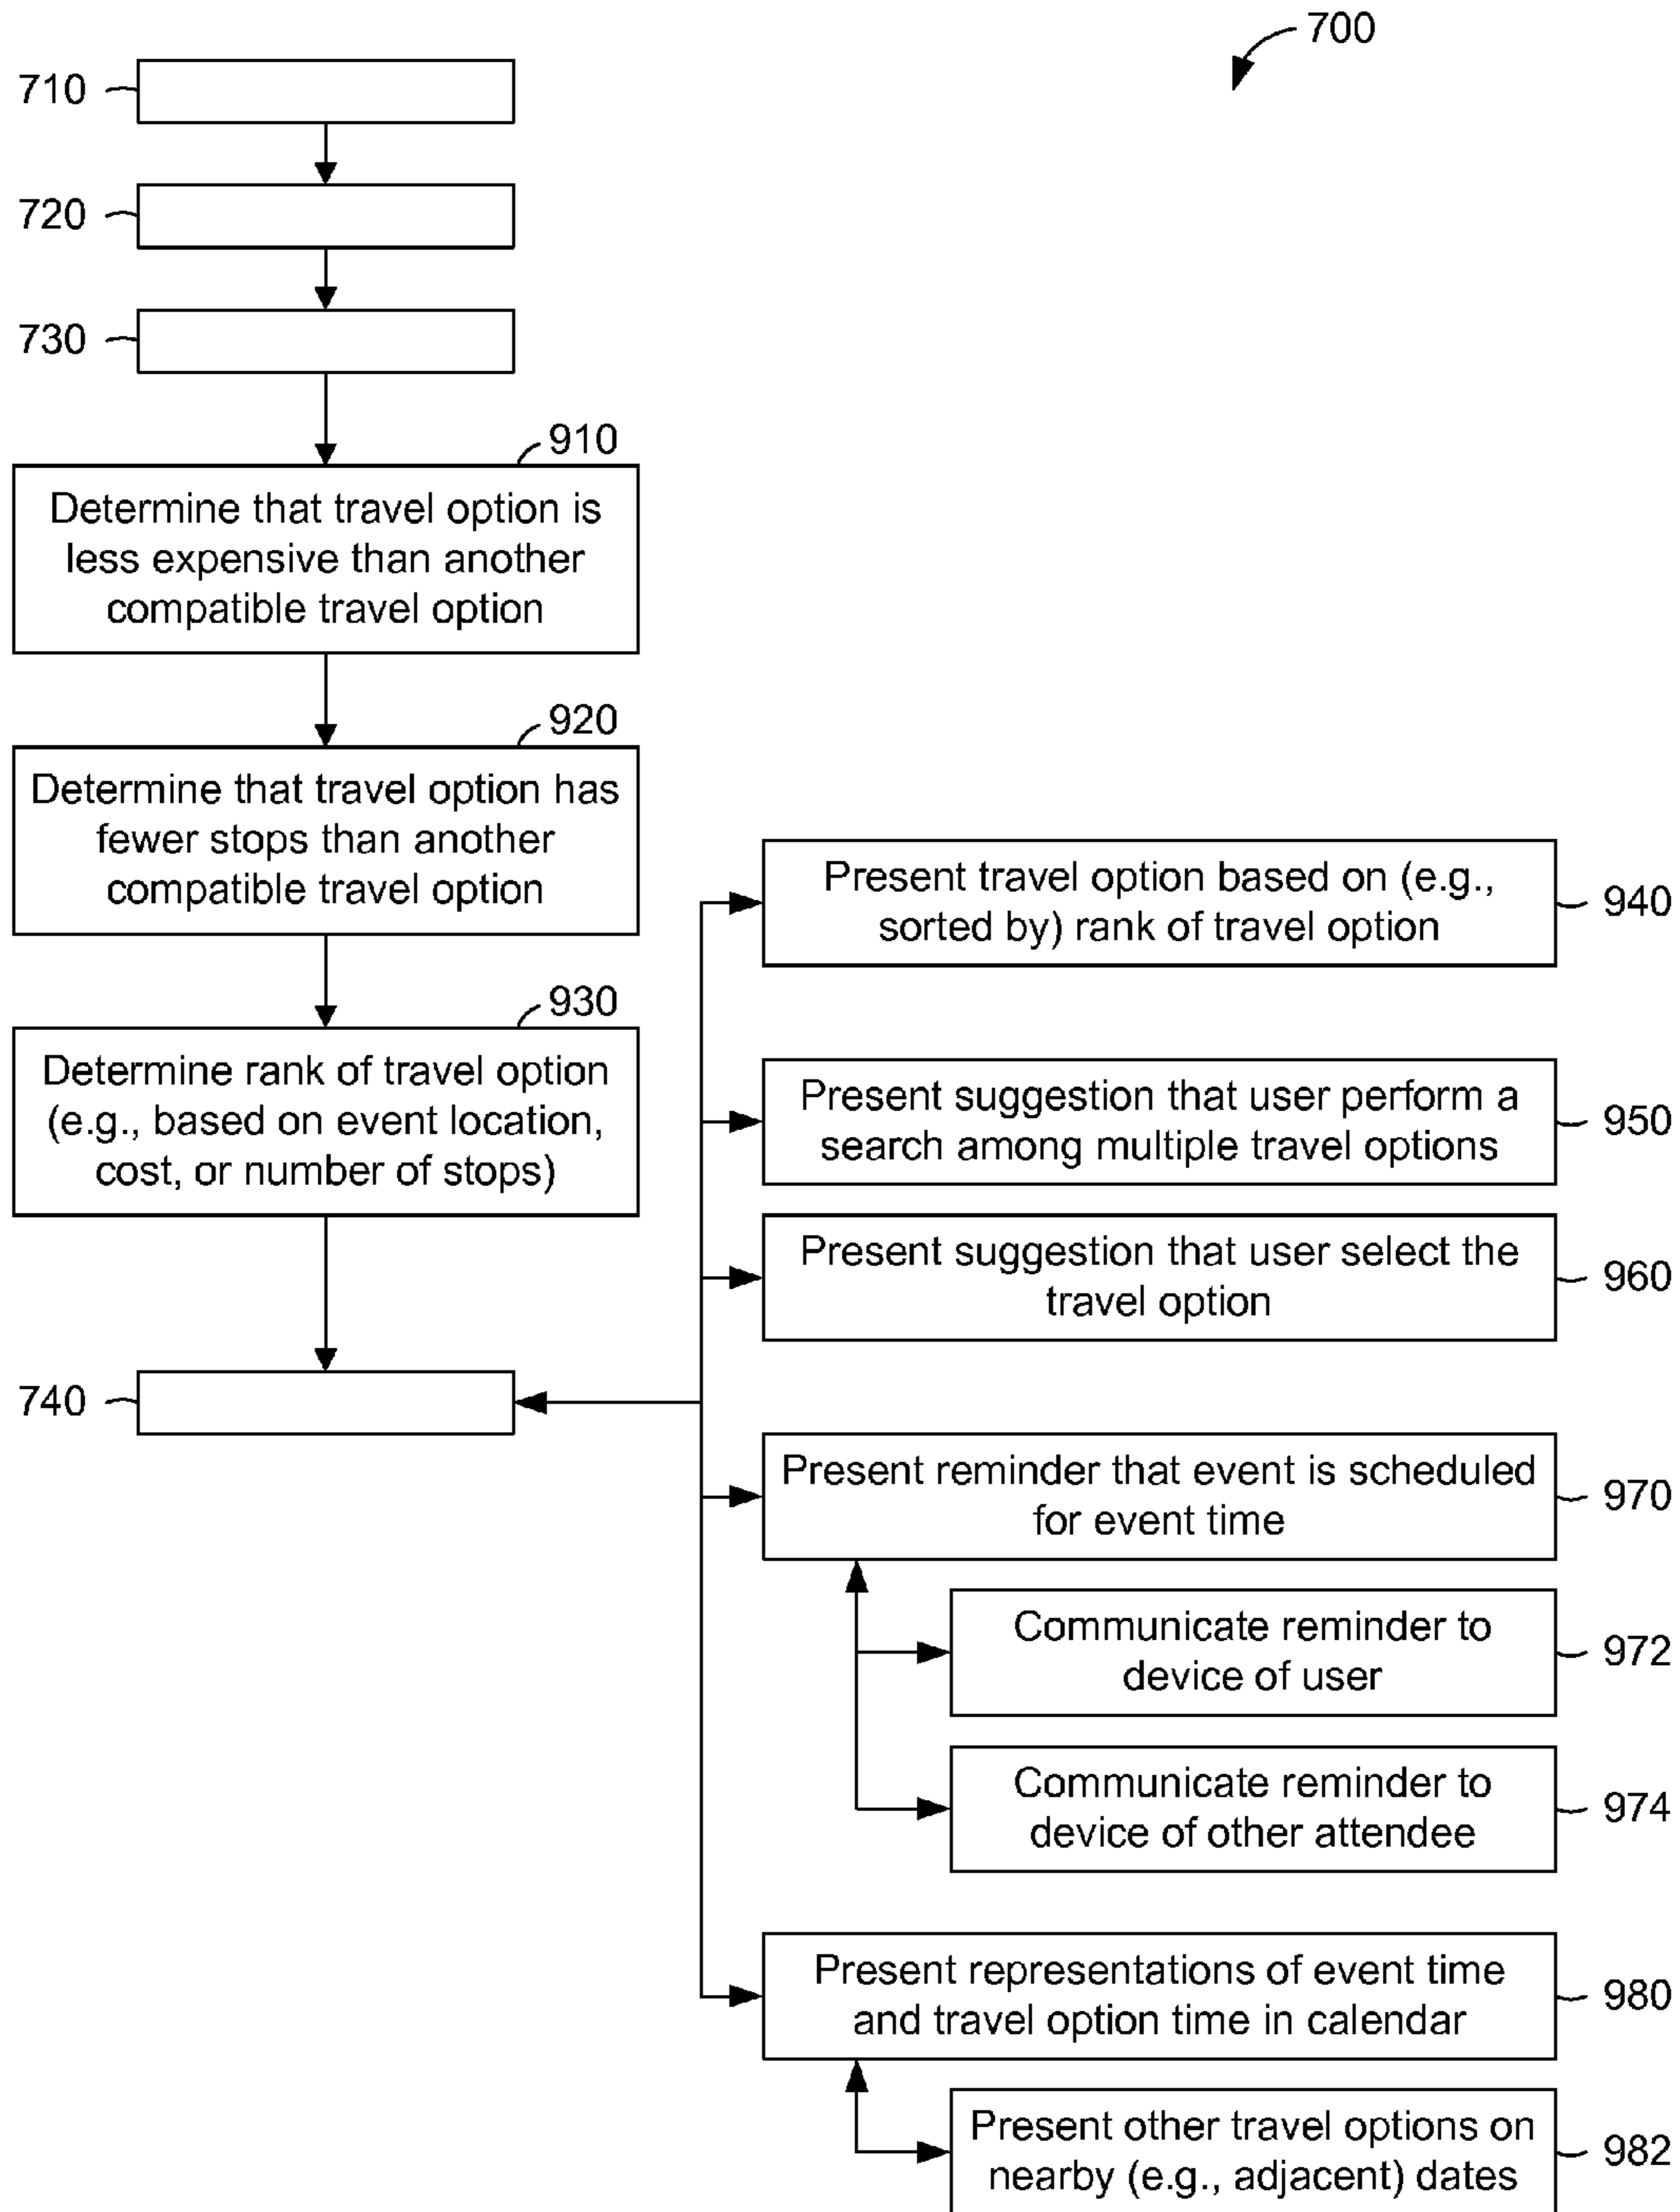 700
710
720
730
910
Determine that travel option is
less expensive than another
compatible travel option
920
Determine that travel option has
fewer stops than another
compatible travel option
930
Determine rank of travel option
(e.g., based on event location,
cost, or number of stops)
740
Present travel option based on (e.g.,
sorted by) rank of travel option
940
Present suggestion that user perform a
search among multiple travel options
950
Present suggestion that user select the
travel option
960
Present reminder that event is scheduled
for event time
970
Communicate reminder to
device of user
972
Communicate reminder to
device of other attendee
974
Present representations of event time
and travel option time in calendar
980
Present other travel options on
nearby (e.g., adjacent) dates
982